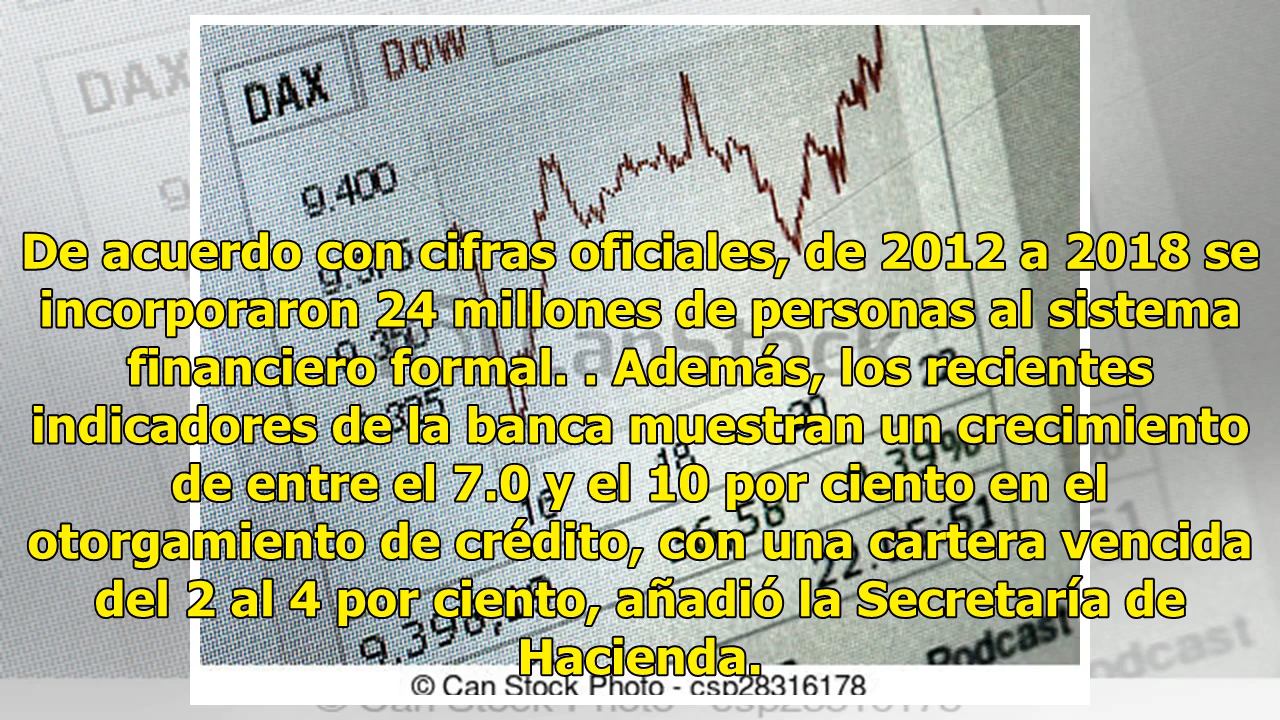 DAX
Dow
9.400
De acuerdo con cifras oficiales, de 2012 a 2018 se
incorporaron 24 millones de personas al sistema
financiero formal. . Además, los recientes
indicadores de la banca muestran un crecimiento
de entre el 7.0 y el 10 por ciento en el
otorgamiento de crédito, con una cartera vencida
del 2 al 4 por ciento, añadió la Secretaría de
Hacienda.
Podcast
© Can Stock Photo - csp28316178